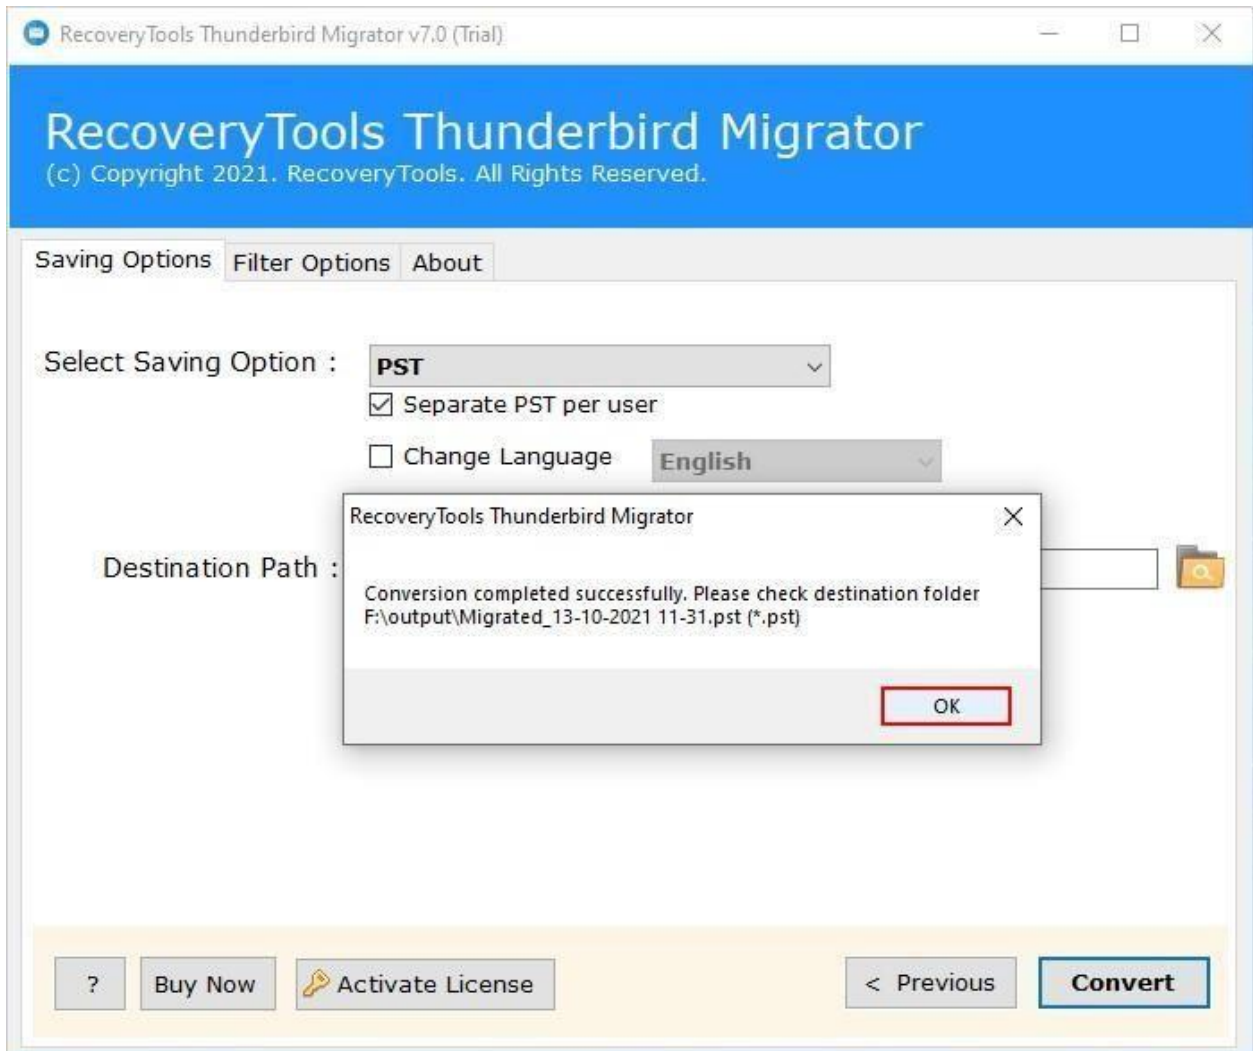 RecoveryTools Thunderbird Migrator v7.0 (Trial)
RecoveryTools Thunderbird Migrator
(c) Copyright 2021. RecoveryTools. All Rights Reserved.
Saving Options Filter Options About
Select Saving Option : PST
Separate PST per user
Change Language English
RecoveryTools Thunderbird Migrator
Destination Path :
Conversion completed successfully. Please check destination folder
F:\output\Migrated_13-10-2021 11-31.pst (*.pst)
OK
? Buy Now Activate License < Previous Convert